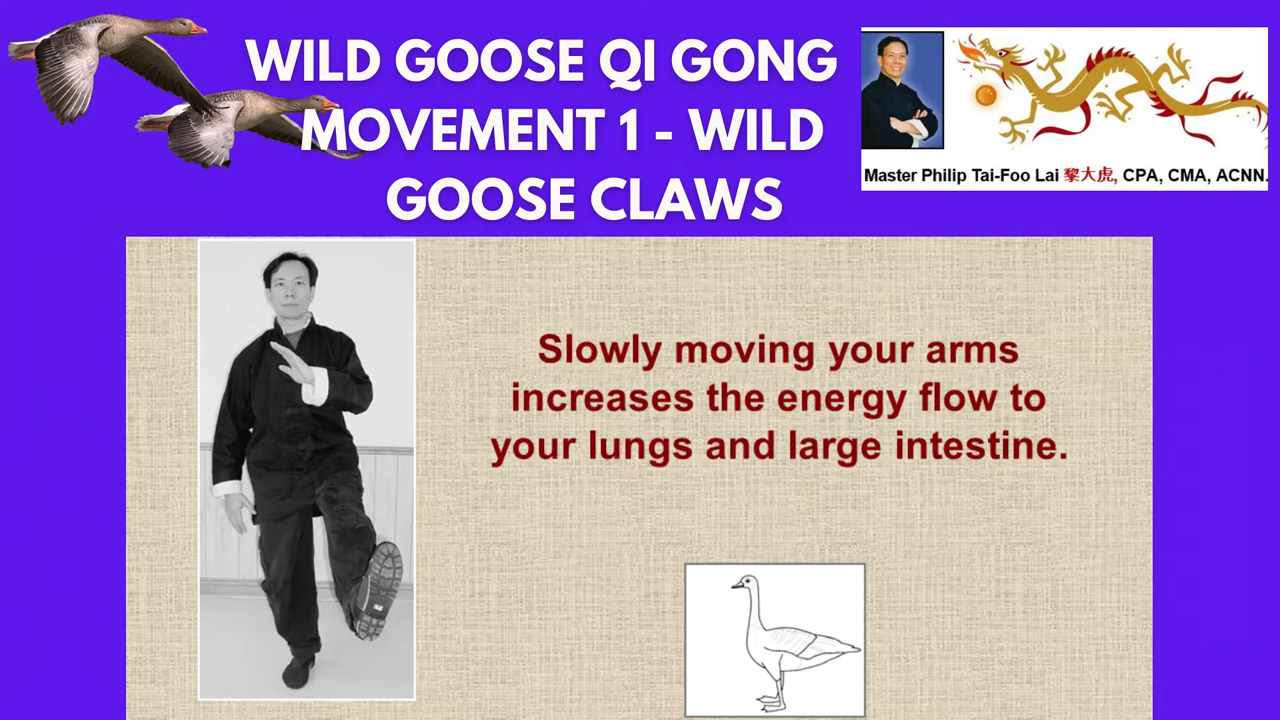 WILD GOOSE QI GONG
MOVEMENT 1 - WILD
GOOSE CLAWS
Master Philip Tai-Foo Lai 黎大虎, CPA, CMA, ACNN.
Slowly moving your arms
increases the energy flow to
your lungs and large intestine.